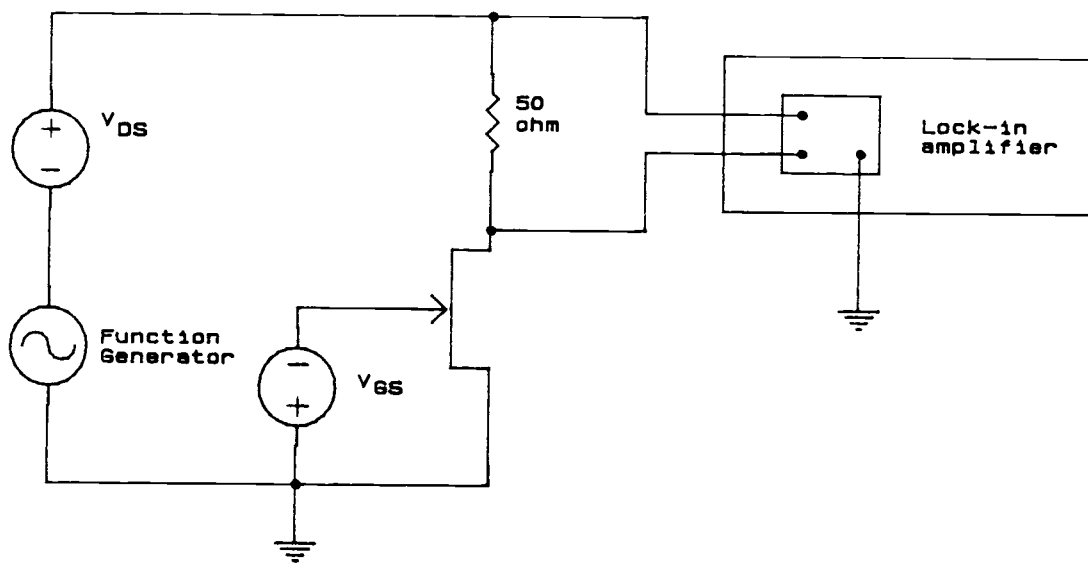 50
ohm
VDS
+
−
Lock-in
amplifier
Function
Generator
−
VGS
+